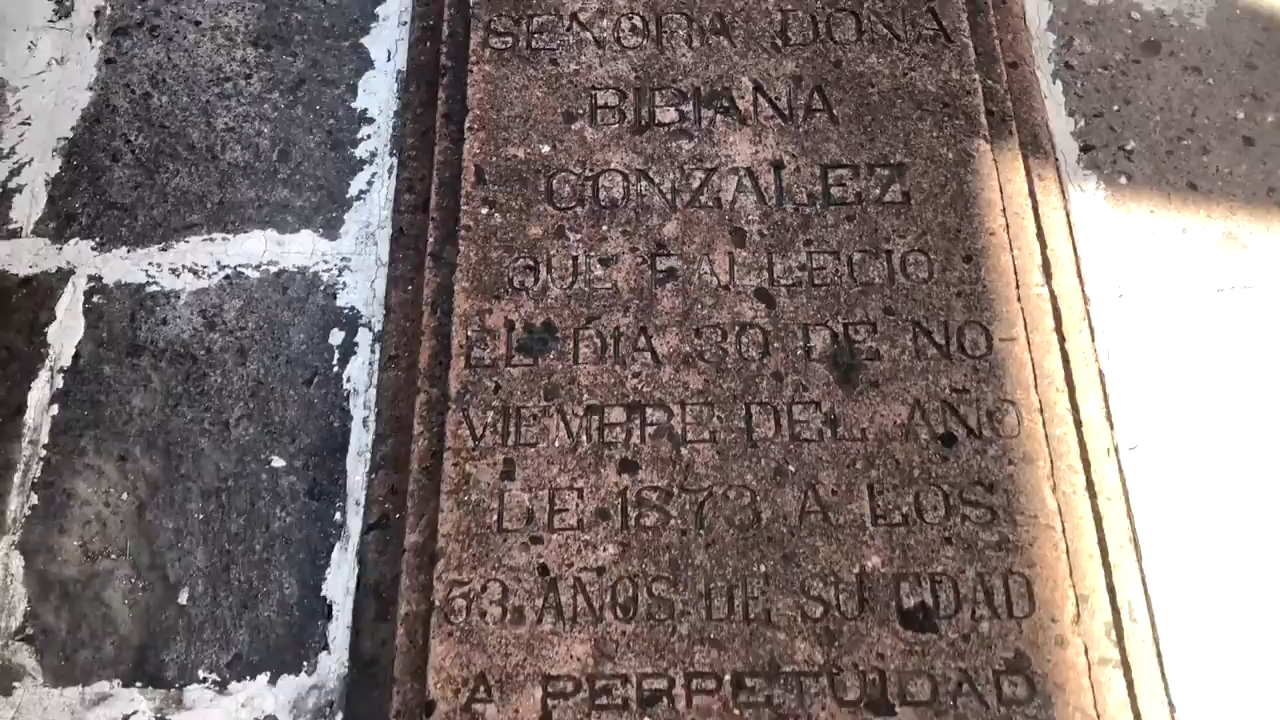 SEÑORA DOÑA
BIBIANA
GONZALEZ
QUE FALLECIO
EL DIA 30 DE NO-
VIEMBRE DEL AÑO
DE 1873 A LOS
53 AÑOS DE SU EDAD
A PERPETUIDAD